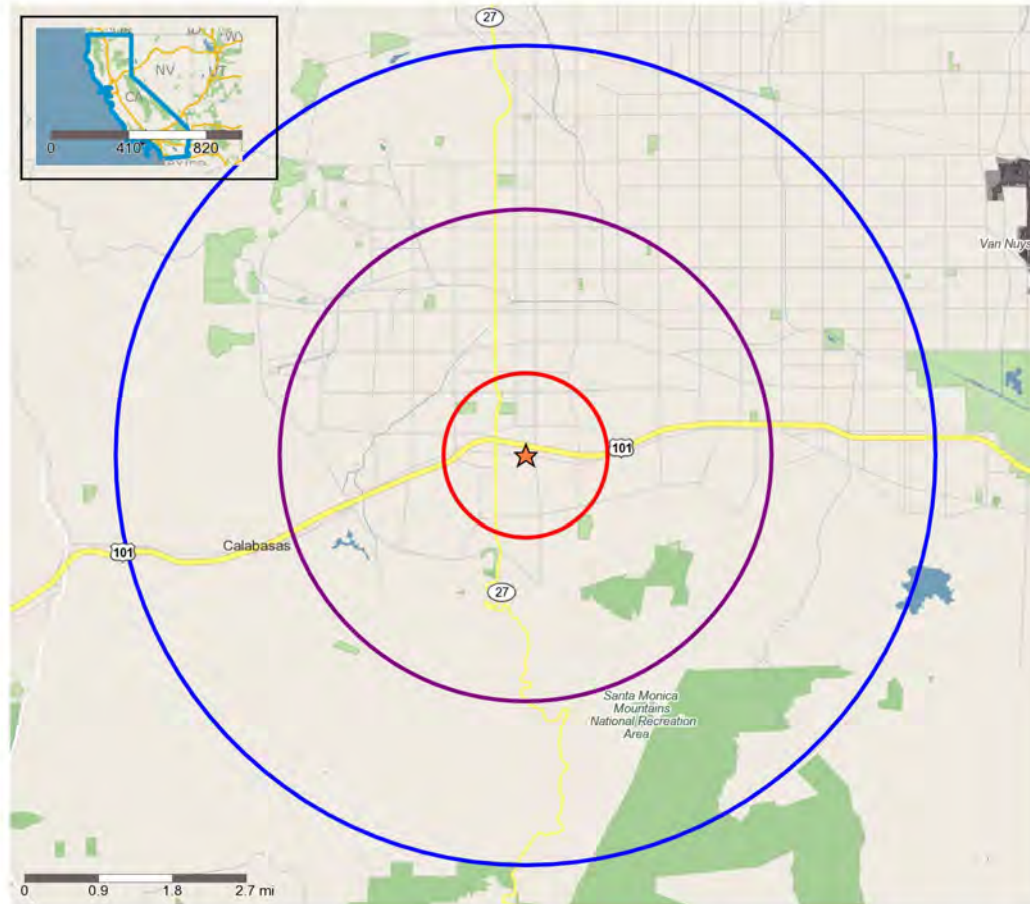 27
NV
CA
0 410 820
Van Nuys
101
Calabasas
101
27
Santa Monica
Mountains
National Recreation
Area
0 0.9 1.8 2.7 mi